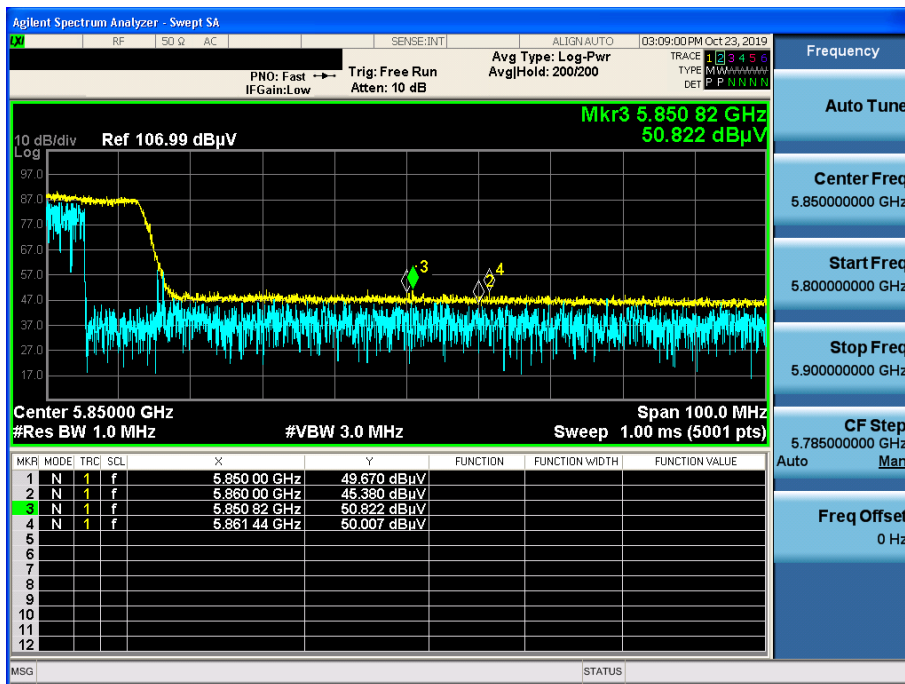 Agilent Spectrum Analyzer - Swept SA
LXI RF 50 Ω AC SENSE:INT ALIGN AUTO 03:09:00 PM Oct 23, 2019
PNO: Fast
IFGain:Low
Trig: Free Run
Atten: 10 dB
Avg Type: Log-Pwr
Avg|Hold: 200/200
TRACE 1 2 3 4 5 6
TYPE M W W W W W
DET P P N N N N
Mkr3 5.850 82 GHz
50.822 dBµV
10 dB/div Ref 106.99 dBµV
Log
97.0
87.0
77.0
67.0
57.0
47.0
37.0
27.0
17.0
3
4
2
Center 5.85000 GHz Span 100.0 MHz
#Res BW 1.0 MHz #VBW 3.0 MHz Sweep 1.00 ms (5001 pts)
MKR MODE TRC SCL X Y FUNCTION FUNCTION WIDTH FUNCTION VALUE
1 N 1 f 5.850 00 GHz 49.670 dBµV
2 N 1 f 5.860 00 GHz 45.380 dBµV
3 N 1 f 5.850 82 GHz 50.822 dBµV
4 N 1 f 5.861 44 GHz 50.007 dBµV
5
6
7
8
9
10
11
12
MSG STATUS
Frequency
Auto Tune
Center Freq
5.850000000 GHz
Start Freq
5.800000000 GHz
Stop Freq
5.900000000 GHz
CF Step
5.785000000 GHz
Auto Man
Freq Offset
0 Hz